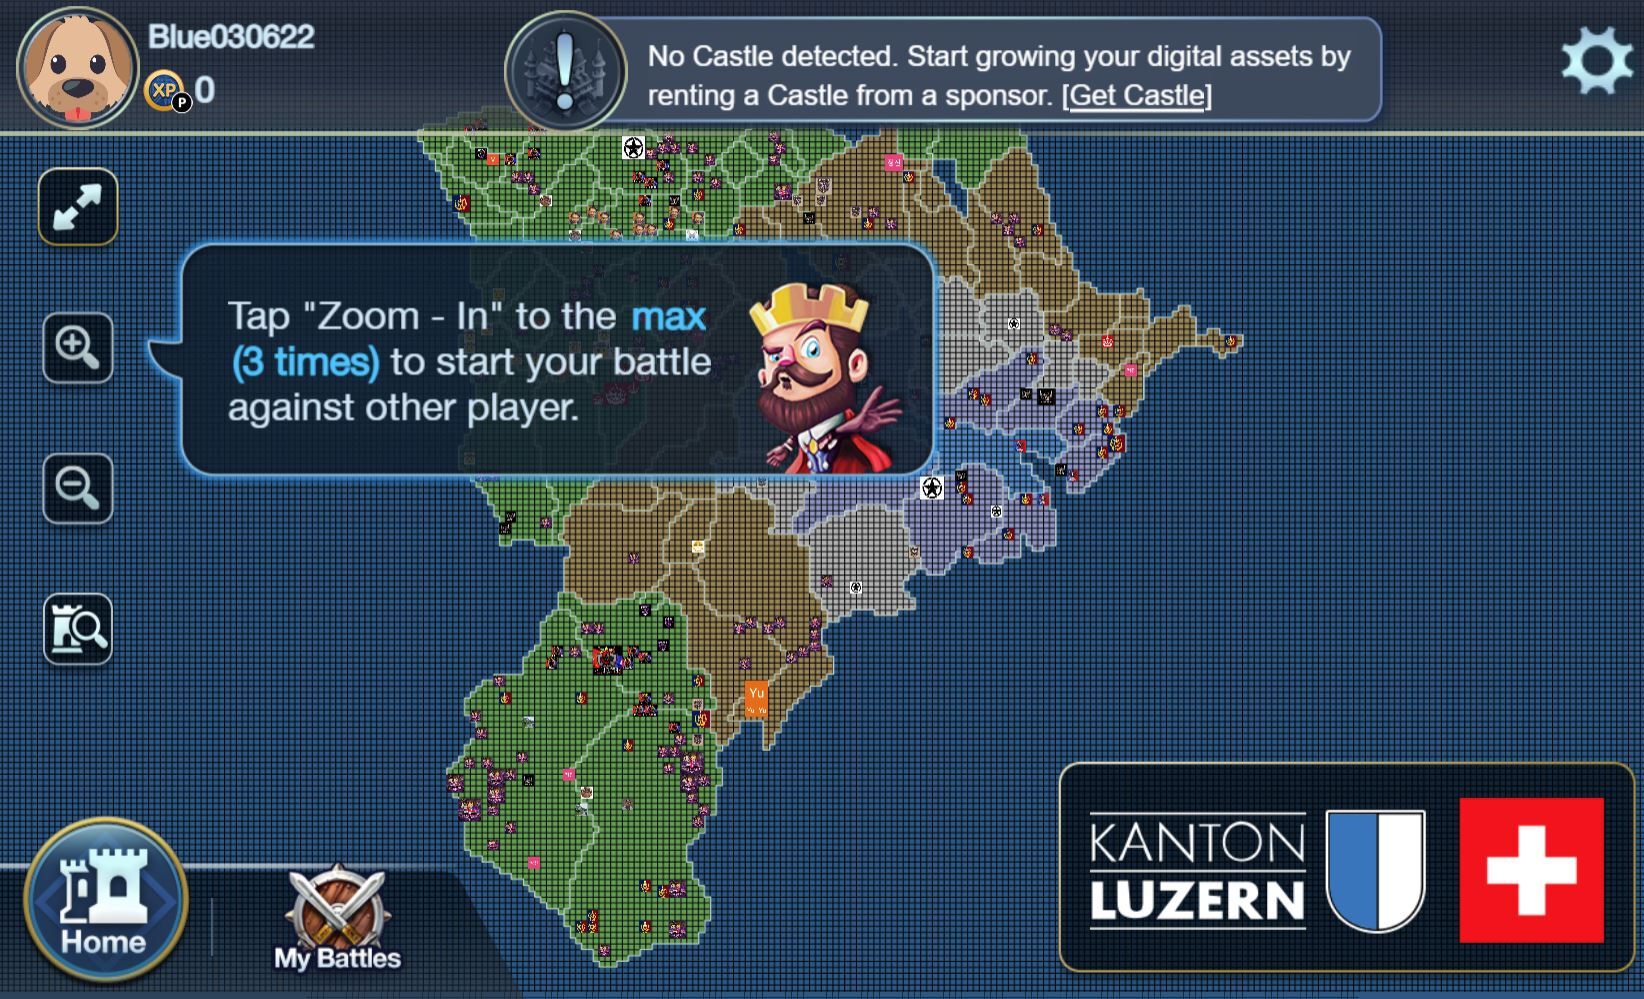 Blue030622
XP P 0
No Castle detected. Start growing your digital assets by
renting a Castle from a sponsor. [Get Castle]
Tap "Zoom - In" to the max
(3 times) to start your battle
against other player.
Yu
Yu Yu
KANTON
LUZERN
Home
My Battles